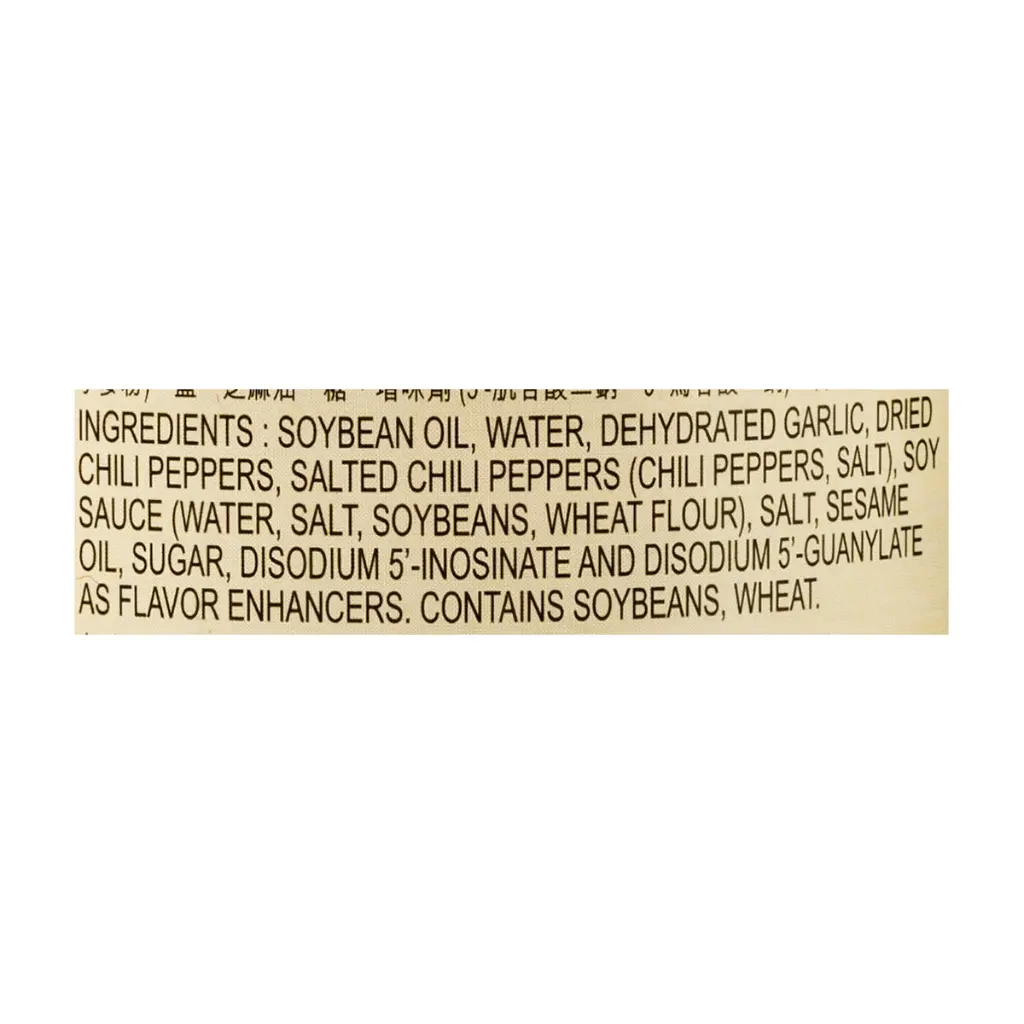 糖
INGREDIENTS : SOYBEAN OIL, WATER, DEHYDRATED GARLIC, DRIED
CHILI PEPPERS, SALTED CHILI PEPPERS (CHILI PEPPERS, SALT), SOY
SAUCE (WATER, SALT, SOYBEANS, WHEAT FLOUR), SALT, SESAME
OIL, SUGAR, DISODIUM 5’-INOSINATE AND DISODIUM 5’-GUANYLATE
AS FLAVOR ENHANCERS. CONTAINS SOYBEANS, WHEAT.